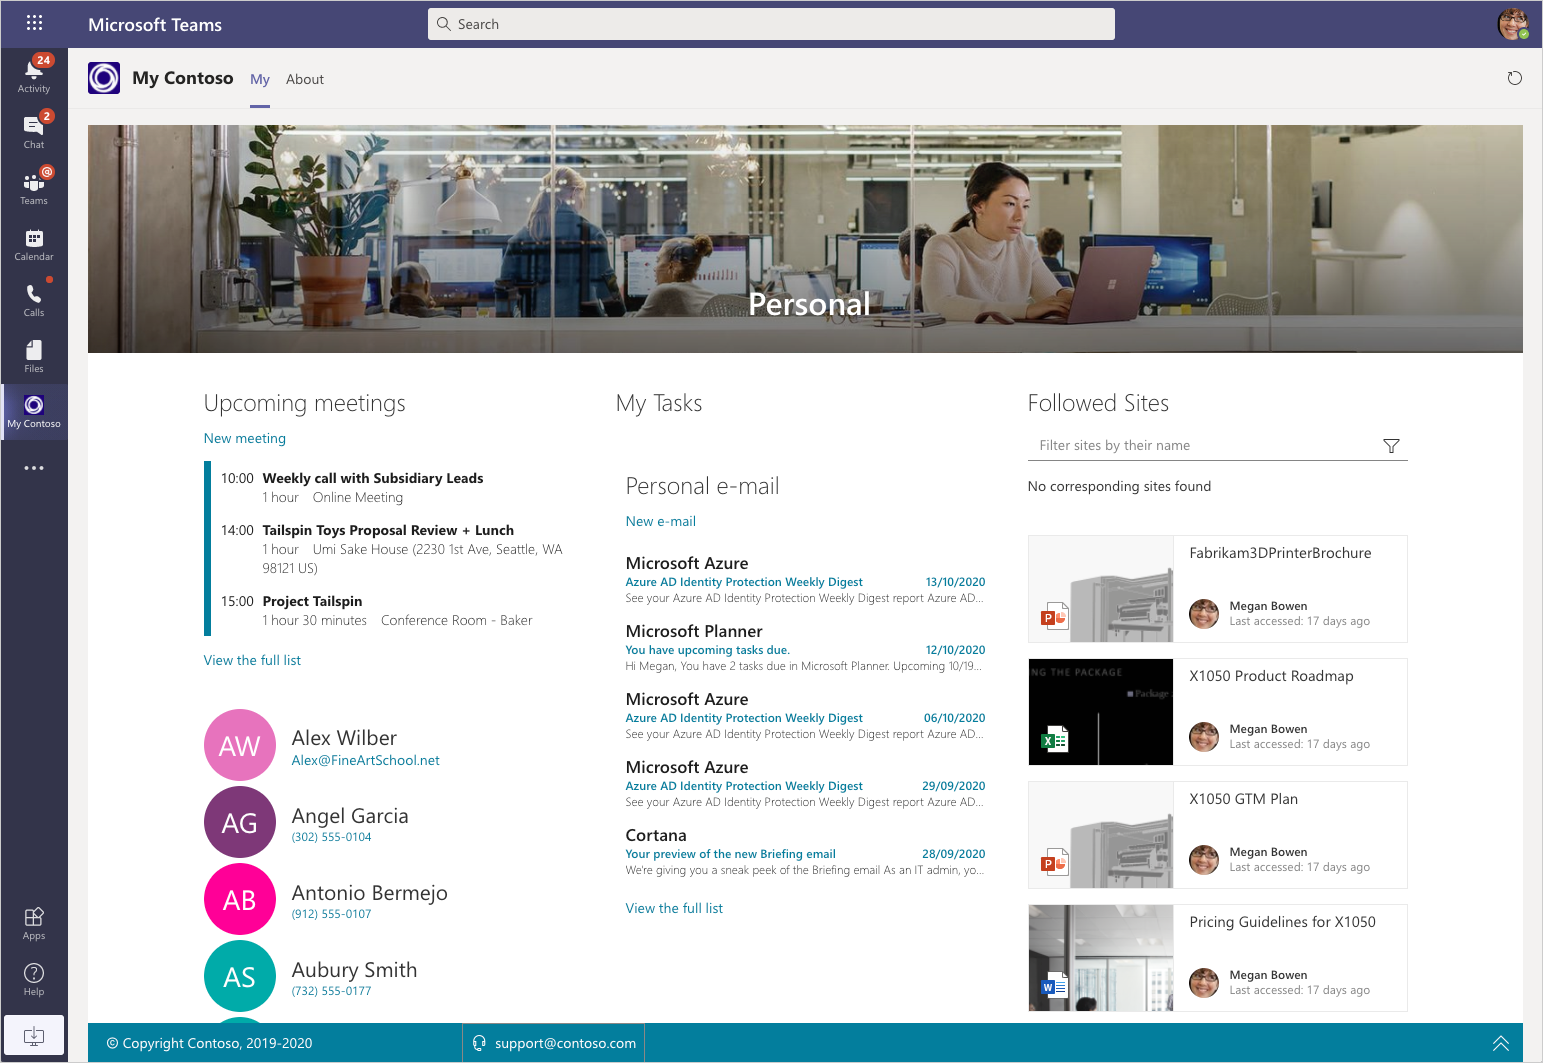 Microsoft Teams
Search
24
Activity
2
Chat
@
Teams
Calendar
Calls
Files
My Contoso
Apps
Help
My Contoso
My
About
Personal
Upcoming meetings
New meeting
10:00 Weekly call with Subsidiary Leads
1 hour Online Meeting
14:00 Tailspin Toys Proposal Review + Lunch
1 hour Umi Sake House (2230 1st Ave, Seattle, WA
98121 US)
15:00 Project Tailspin
1 hour 30 minutes Conference Room - Baker
View the full list
AW
Alex Wilber
Alex@FineArtSchool.net
AG
Angel Garcia
(302) 555-0104
AB
Antonio Bermejo
(912) 555-0107
AS
Aubury Smith
(732) 555-0177
My Tasks
Personal e-mail
New e-mail
Microsoft Azure
Azure AD Identity Protection Weekly Digest 13/10/2020
See your Azure AD Identity Protection Weekly Digest report Azure AD...
Microsoft Planner
You have upcoming tasks due. 12/10/2020
Hi Megan, You have 2 tasks due in Microsoft Planner. Upcoming 10/19...
Microsoft Azure
Azure AD Identity Protection Weekly Digest 06/10/2020
See your Azure AD Identity Protection Weekly Digest report Azure AD...
Microsoft Azure
Azure AD Identity Protection Weekly Digest 29/09/2020
See your Azure AD Identity Protection Weekly Digest report Azure AD...
Cortana
Your preview of the new Briefing email 28/09/2020
We're giving you a sneak peek of the Briefing email As an IT admin, yo...
View the full list
Followed Sites
Filter sites by their name
No corresponding sites found
P
Fabrikam3DPrinterBrochure
Megan Bowen
Last accessed: 17 days ago
NG THE PACKAGE
Package
X
X1050 Product Roadmap
Megan Bowen
Last accessed: 17 days ago
P
X1050 GTM Plan
Megan Bowen
Last accessed: 17 days ago
W
Pricing Guidelines for X1050
Megan Bowen
Last accessed: 17 days ago
© Copyright Contoso, 2019-2020
support@contoso.com